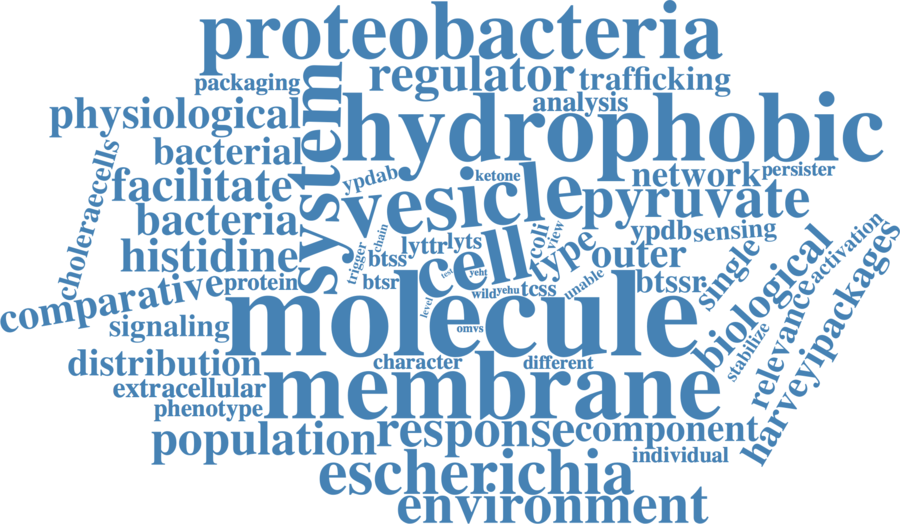 proteobacteria
packaging
regulator
trafficking
physiological
system
hydrophobic
analysis
bacterial
choleraecells
facilitate
ypdab
ketone
network
persister
vesicle
pyruvate
bacteria
chain
trigger
lyttr
lyts
coli
view
type
ypdb
sensing
histidine
btss
cell
outer
activation
comparative
protein
btsr
test
yeht
level
wild
yehu
tcss
unable
btssr
single
biological
signaling
molecule
omvs
stabilize
relevance
harveyipackages
distribution
character
different
extracellular
membrane
phenotype
population
response
component
individual
escherichia
environment